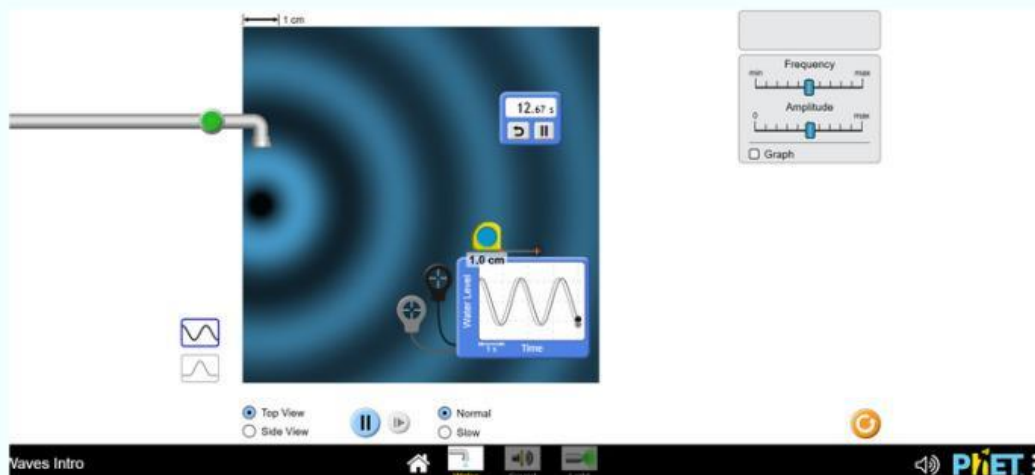 1 cm
12.67 s
1.0 cm
Water Level
1 s
Time
Frequency
min
max
Amplitude
0
max
Graph
Top View
Side View
Normal
Slow
Waves Intro
PhET